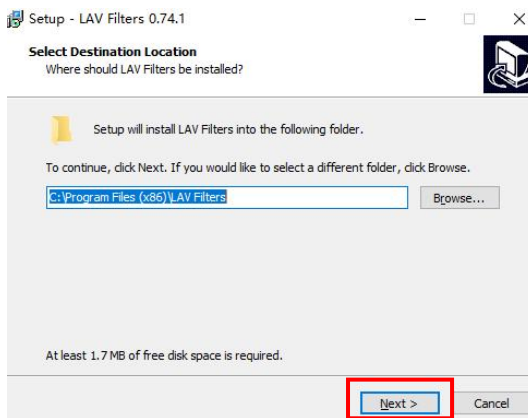 Setup - LAV Filters 0.74.1
Select Destination Location
Where should LAV Filters be installed?
Setup will install LAV Filters into the following folder.
To continue, click Next. If you would like to select a different folder, click Browse.
C:\Program Files (x86)\LAV Filters
Browse...
At least 1.7 MB of free disk space is required.
Next >
Cancel